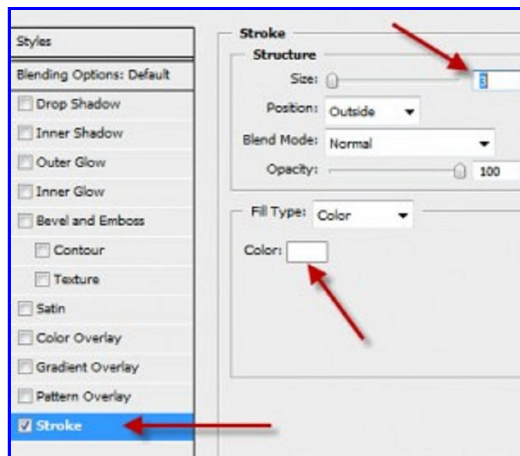 Styles
Blending Options: Default
Drop Shadow
Inner Shadow
Outer Glow
Inner Glow
Bevel and Emboss
Contour
Texture
Satin
Color Overlay
Gradient Overlay
Pattern Overlay
Stroke
Stroke
Structure
Size: 3
Position: Outside
Blend Mode: Normal
Opacity: 100
Fill Type: Color
Color: